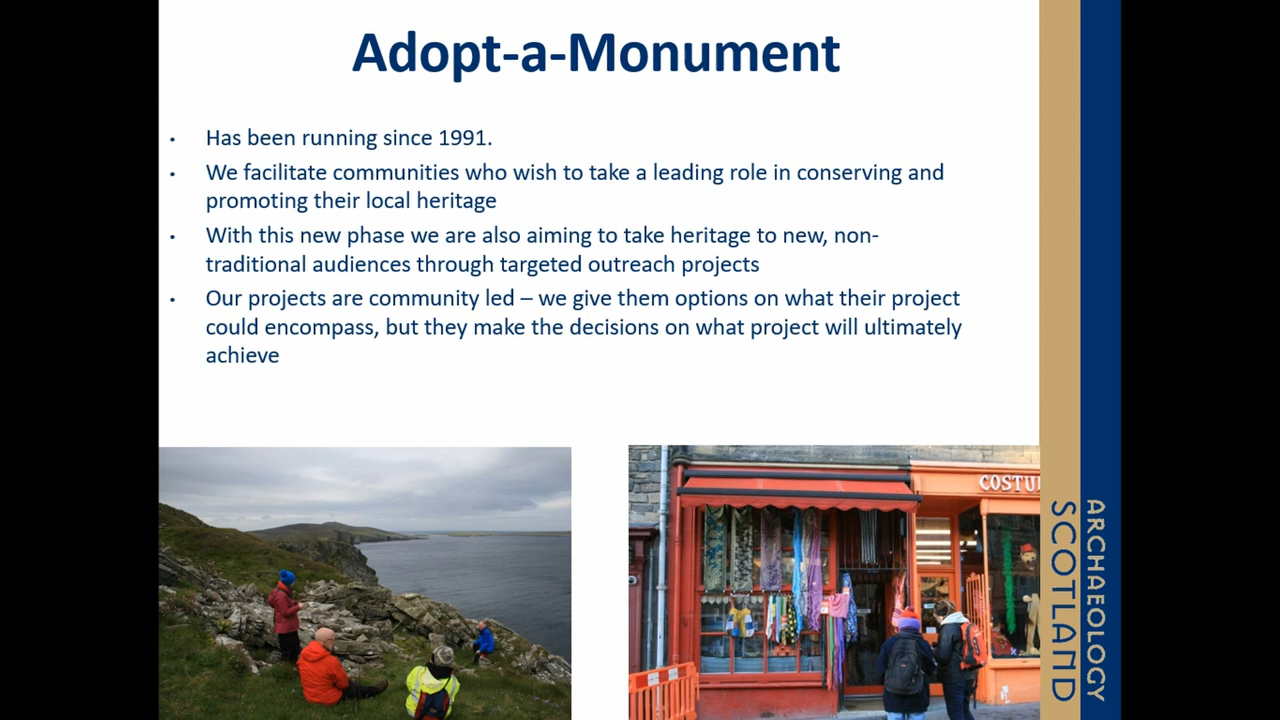 Adopt-a-Monument
• Has been running since 1991.
• We facilitate communities who wish to take a leading role in conserving and
promoting their local heritage
• With this new phase we are also aiming to take heritage to new, non-
traditional audiences through targeted outreach projects
• Our projects are community led – we give them options on what their project
could encompass, but they make the decisions on what project will ultimately
achieve
COSTU
ARCHAEOLOGY
SCOTLAND